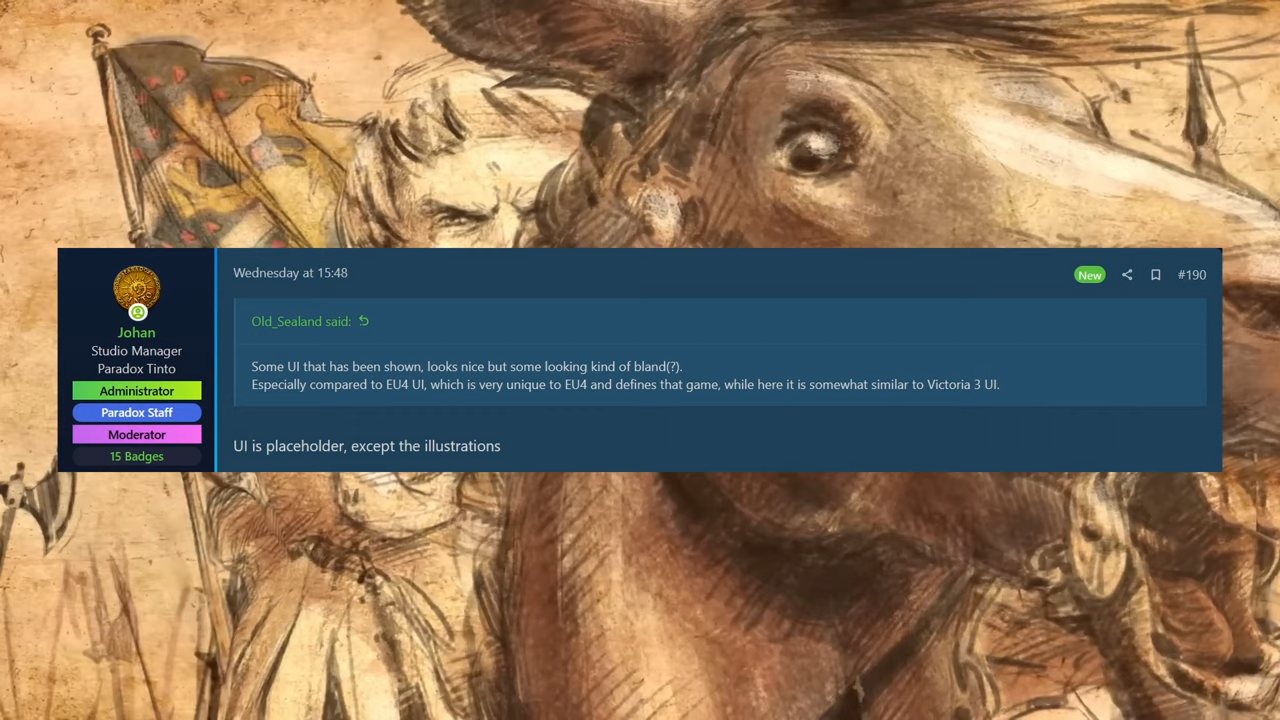 Wednesday at 15:48
New
#190
Johan
Studio Manager
Paradox Tinto
Administrator
Paradox Staff
Moderator
15 Badges
Old_Sealand said:
Some UI that has been shown, looks nice but some looking kind of bland(?).
Especially compared to EU4 UI, which is very unique to EU4 and defines that game, while here it is somewhat similar to Victoria 3 UI.
UI is placeholder, except the illustrations